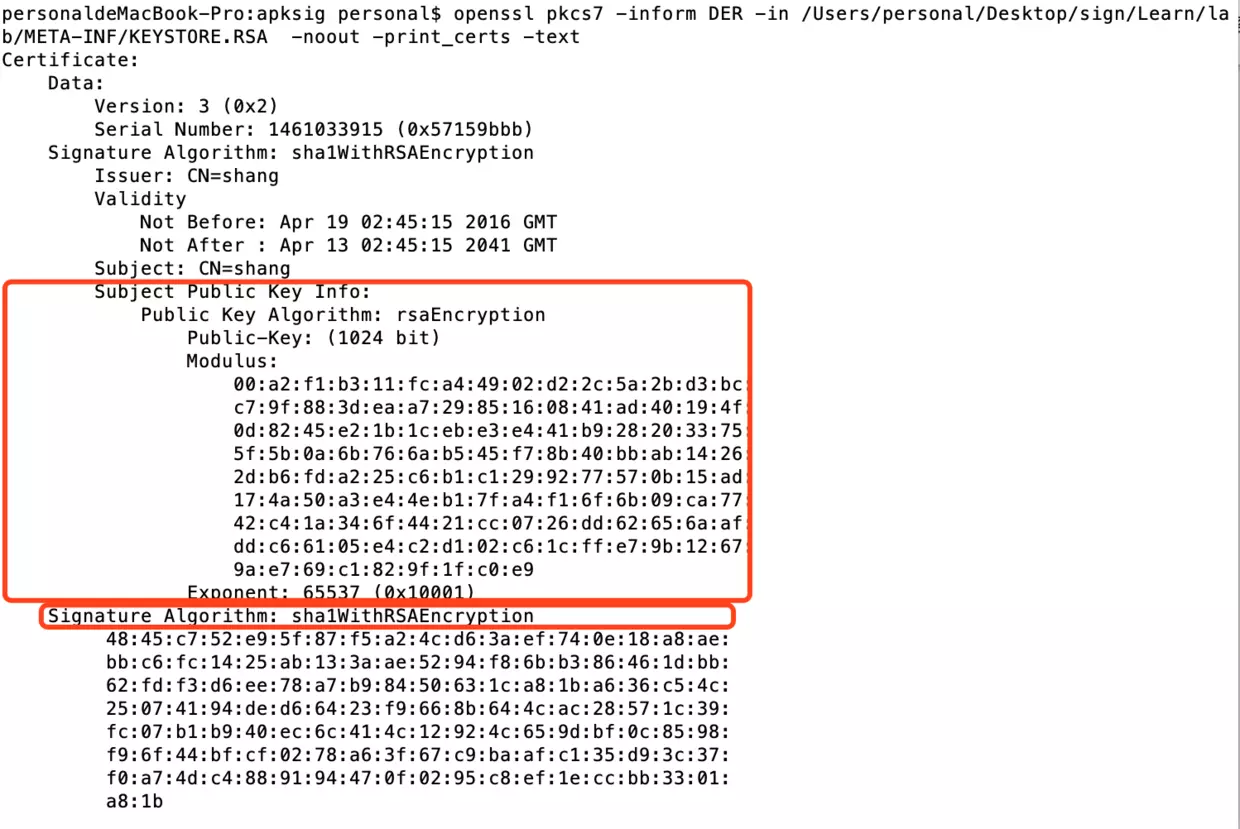 personaldeMacBook-Pro:apksig personal$ openssl pkcs7 -inform DER -in /Users/personal/Desktop/sign/Learn/la
b/META-INF/KEYSTORE.RSA  -noout -print_certs -text
Certificate:
    Data:
        Version: 3 (0x2)
        Serial Number: 1461033915 (0x57159bbb)
    Signature Algorithm: sha1WithRSAEncryption
        Issuer: CN=shang
        Validity
            Not Before: Apr 19 02:45:15 2016 GMT
            Not After : Apr 13 02:45:15 2041 GMT
        Subject: CN=shang
        Subject Public Key Info:
            Public Key Algorithm: rsaEncryption
                Public-Key: (1024 bit)
                Modulus:
                    00:a2:f1:b3:11:fc:a4:49:02:d2:2c:5a:2b:d3:bc:
                    c7:9f:88:3d:ea:a7:29:85:16:08:41:ad:40:19:4f:
                    0d:82:45:e2:1b:1c:eb:e3:e4:41:b9:28:20:33:75:
                    5f:5b:0a:6b:76:6a:b5:45:f7:8b:40:bb:ab:14:26:
                    2d:b6:fd:a2:25:c6:b1:c1:29:92:77:57:0b:15:ad:
                    17:4a:50:a3:e4:4e:b1:7f:a4:f1:6f:6b:09:ca:77:
                    42:c4:1a:34:6f:44:21:cc:07:26:dd:62:65:6a:af:
                    dd:c6:61:05:e4:c2:d1:02:c6:1c:ff:e7:9b:12:67:
                    9a:e7:69:c1:82:9f:1f:c0:e9
                Exponent: 65537 (0x10001)
    Signature Algorithm: sha1WithRSAEncryption
         48:45:c7:52:e9:5f:87:f5:a2:4c:d6:3a:ef:74:0e:18:a8:ae:
         bb:c6:fc:14:25:ab:13:3a:ae:52:94:f8:6b:b3:86:46:1d:bb:
         62:fd:f3:d6:ee:78:a7:b9:84:50:63:1c:a8:1b:a6:36:c5:4c:
         25:07:41:94:de:d6:64:23:f9:66:8b:64:4c:ac:28:57:1c:39:
         fc:07:b1:b9:40:ec:6c:41:4c:12:92:4c:65:9d:bf:0c:85:98:
         f9:6f:44:bf:cf:02:78:a6:3f:67:c9:ba:af:c1:35:d9:3c:37:
         f0:a7:4d:c4:88:91:94:47:0f:02:95:c8:ef:1e:cc:bb:33:01:
         a8:1b